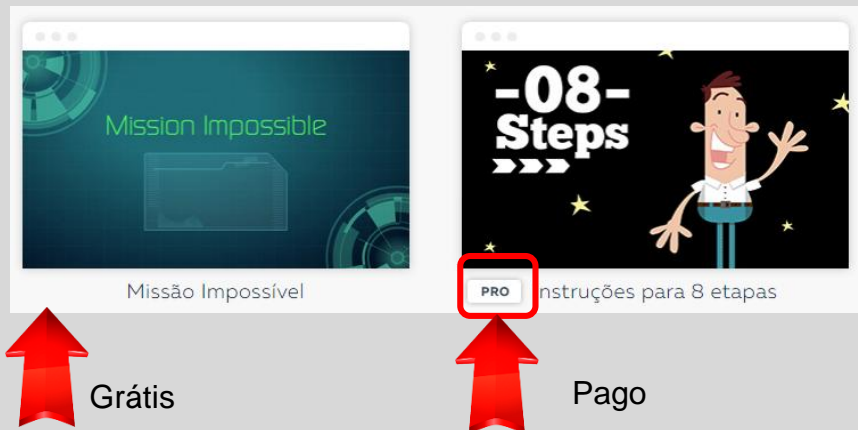 Mission Impossible
-08-
Steps
Missão Impossível
PRO nstruções para 8 etapas
Grátis
Pago